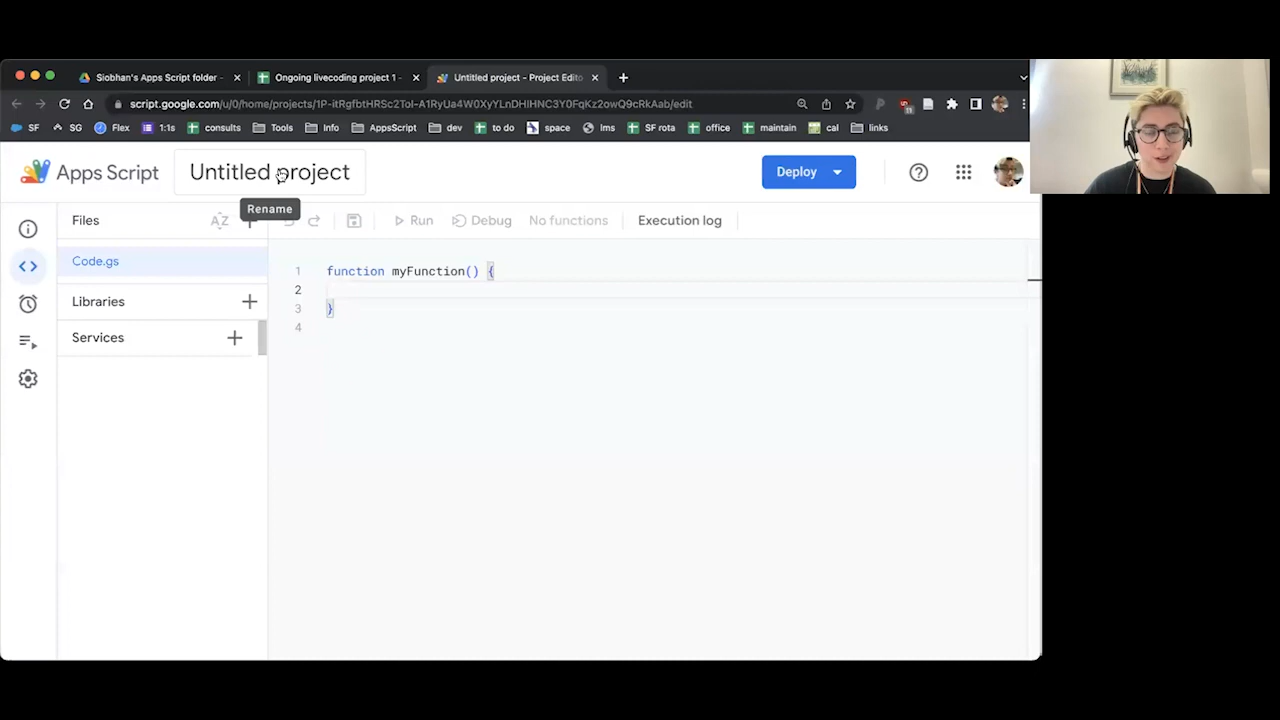 Siobhan's Apps Script folder -
Ongoing livecoding project 1 -
Untitled project - Project Edito
script.google.com/u/0/home/projects/1P-itRgfbtHRSc2Tol-A1RyUa4W0XyYLnDHlHNC3Y0FqKz2owQ9cRkAab/edit
SF SG Flex 1:1s consults Tools Info AppsScript dev to do space lms SF rota office maintain cal links
Apps Script
Untitled project
Deploy
Rename
Files
AZ
Run
Debug
No functions
Execution log
Code.gs
Libraries
Services
1 function myFunction() {
2
3 }
4